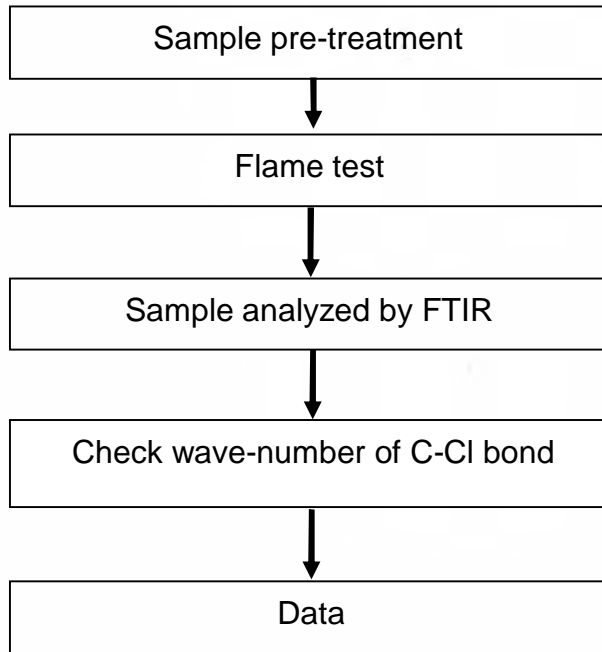 Sample pre-treatment
Flame test
Sample analyzed by FTIR
Check wave-number of C-Cl bond
Data